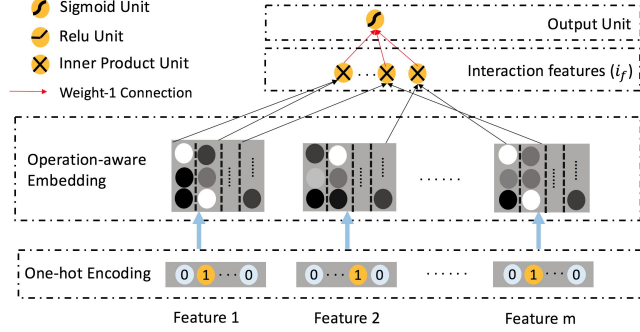 Sigmoid Unit
Output Unit
Relu Unit
Inner Product Unit
Interaction features (i_f)
Weight-1 Connection
Operation-aware
Embedding
One-hot Encoding
0 1 ... 0
0 ... 1 0
0 1 ... 0
Feature 1
Feature 2
Feature m